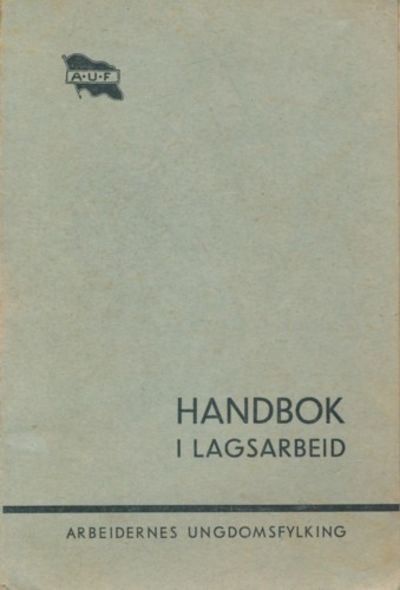 A·U·F
HANDBOK
I LAGSARBEID
ARBEIDERNES UNGDOMSFYLKING